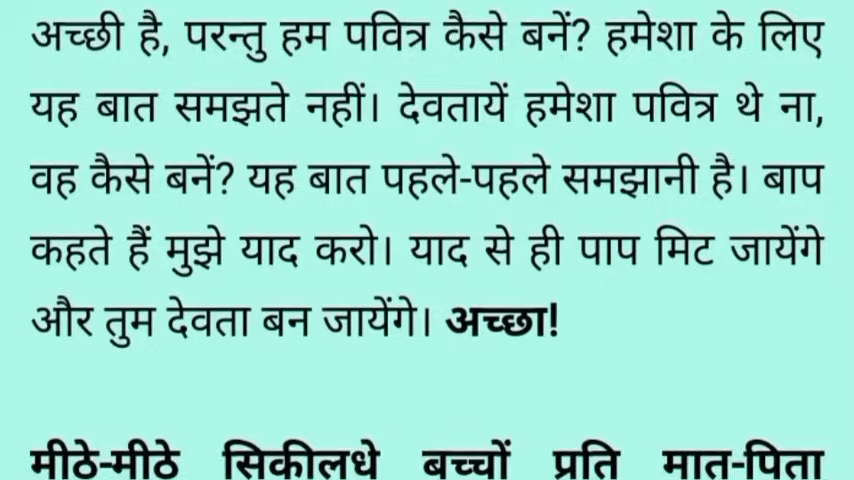 अच्छी है, परन्तु हम पवित्र कैसे बनें? हमेशा के लिए
यह बात समझते नहीं। देवतायें हमेशा पवित्र थे ना,
वह कैसे बनें? यह बात पहले-पहले समझानी है। बाप
कहते हैं मुझे याद करो। याद से ही पाप मिट जायेंगे
और तुम देवता बन जायेंगे। अच्छा!
मीठे-मीठे सिकीलधे बच्चों प्रति मात-पिता